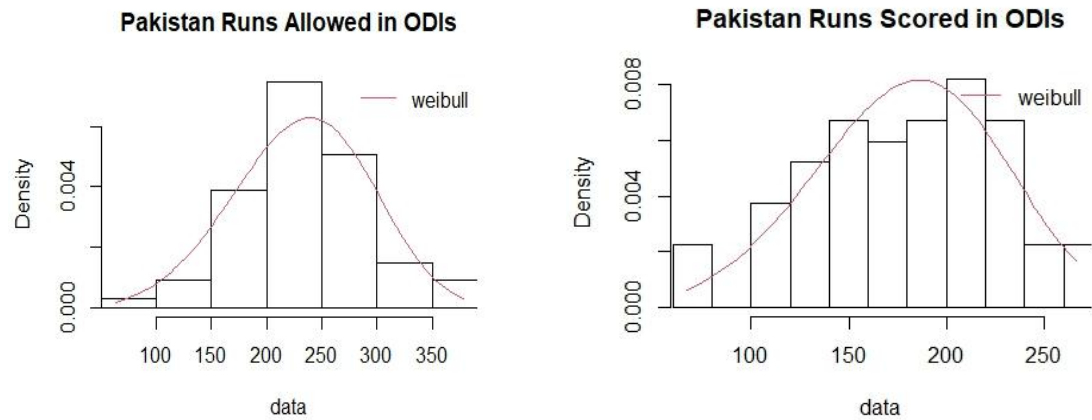 Pakistan Runs Allowed in ODIs
weibull
Density
0.000
0.004
100
150
200
250
300
350
data
Pakistan Runs Scored in ODIs
weibull
Density
0.000
0.004
0.008
100
150
200
250
data